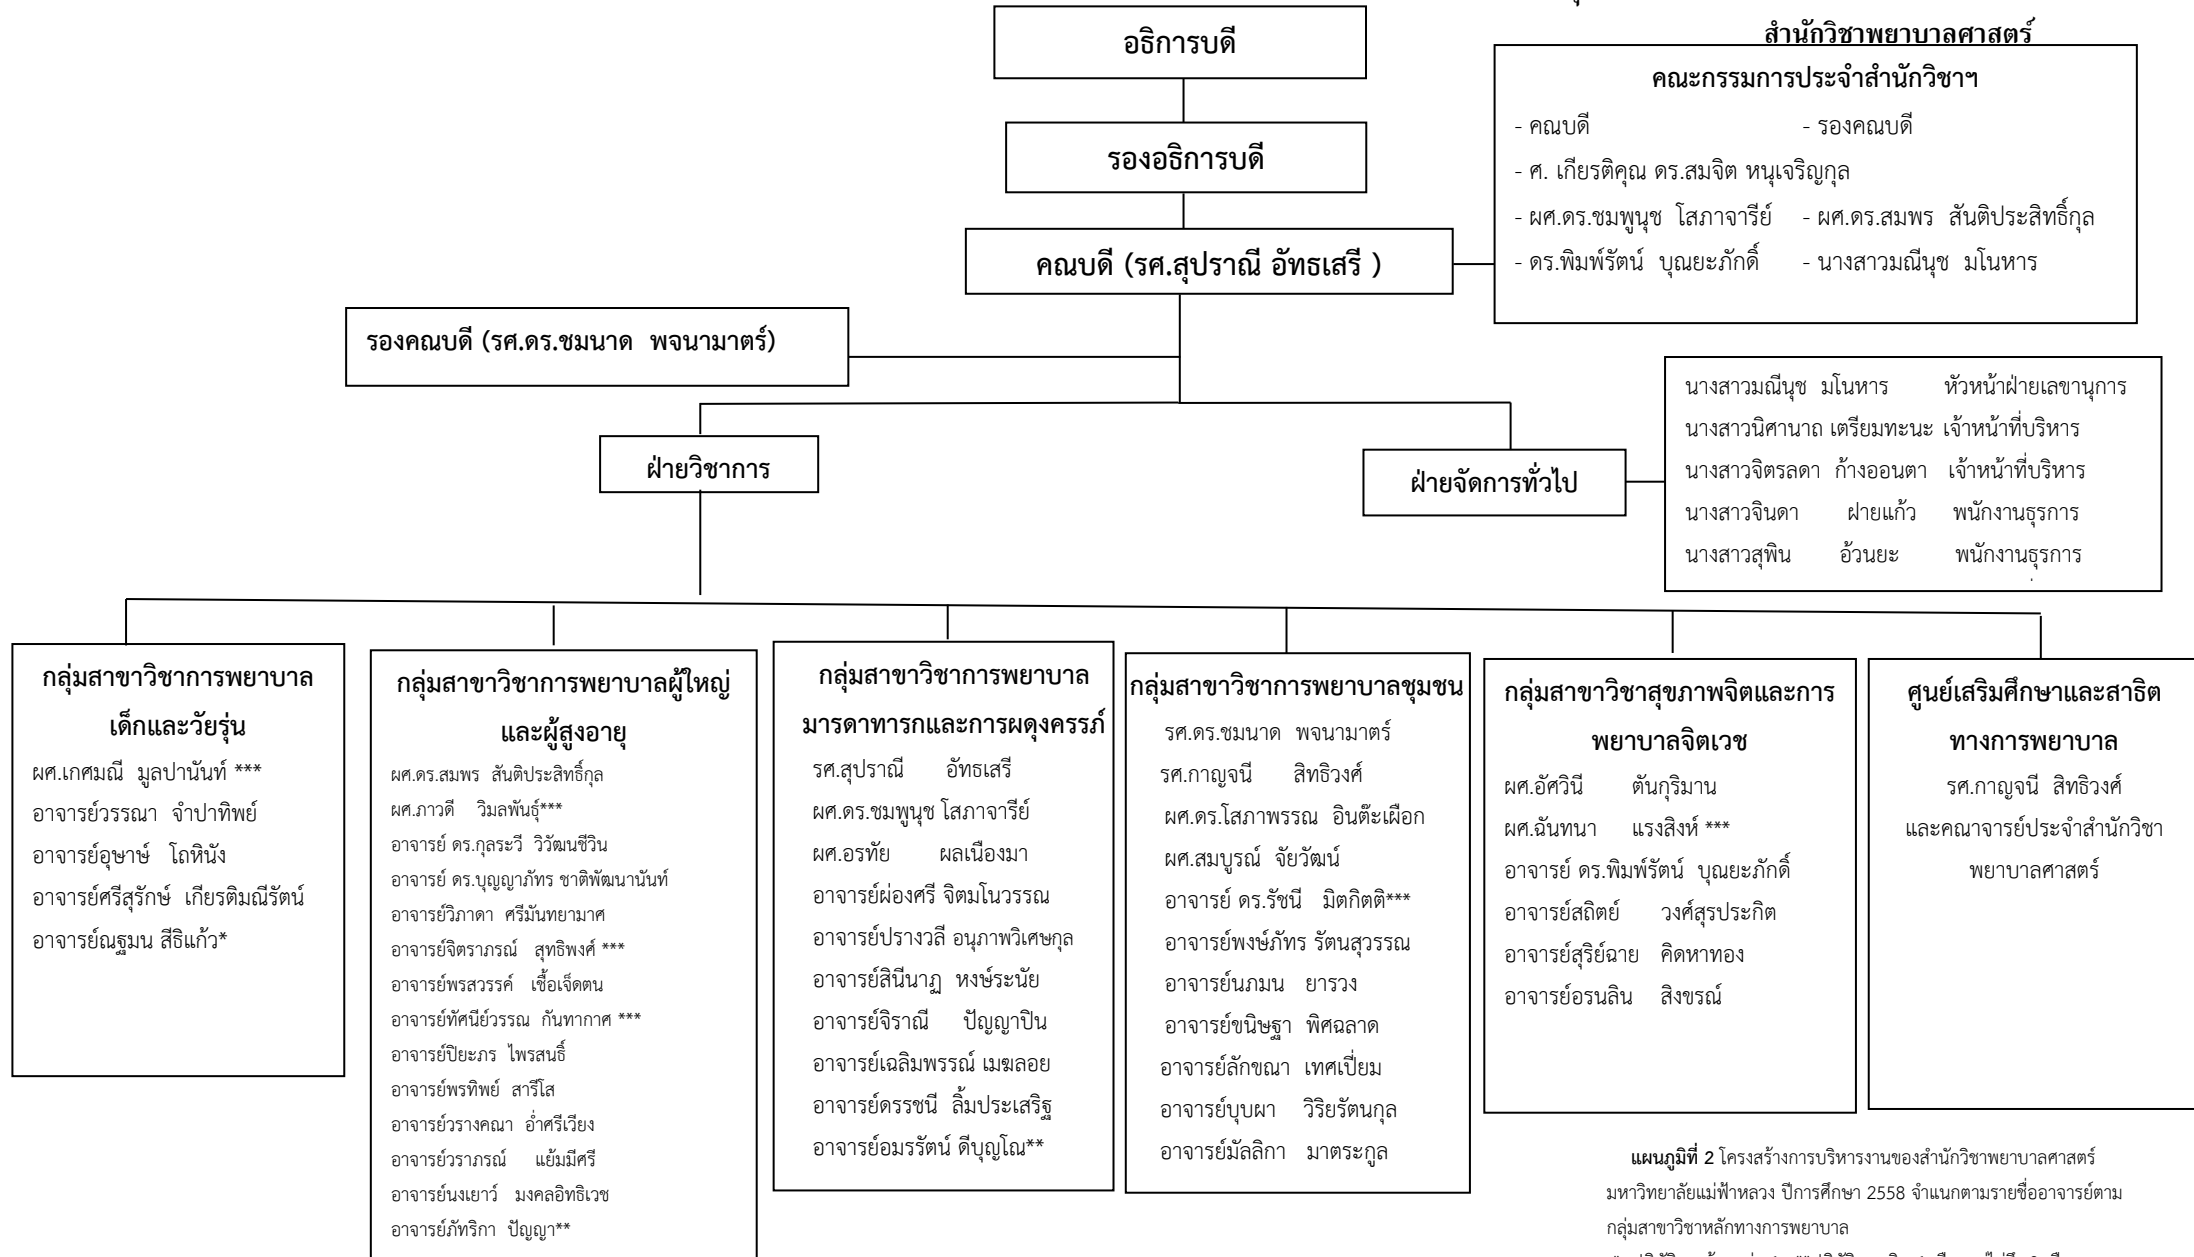 สำนักวิชาพยาบาลศาสตร์
อธิการบดี
รองอธิการบดี
คณบดี (รศ.สุปราณี อัทธเสรี )
คณะกรรมการประจำสำนักวิชาฯ
- คณบดี - รองคณบดี
- ศ. เกียรติคุณ ดร.สมจิต หนุเจริญกุล
- ผศ.ดร.ชมพูนุช โสภาจารีย์ - ผศ.ดร.สมพร สันติประสิทธิ์กุล
- ดร.พิมพ์รัตน์ บุณยะภักดิ์ - นางสาวมณีนุช มโนหาร
รองคณบดี (รศ.ดร.ชมนาด พจนามาตร์)
ฝ่ายวิชาการ
ฝ่ายจัดการทั่วไป
นางสาวมณีนุช มโนหาร หัวหน้าฝ่ายเลขานุการ
นางสาวนิศานาถ เตรียมทะนะ เจ้าหน้าที่บริหาร
นางสาวจิตรลดา ก้างออนตา เจ้าหน้าที่บริหาร
นางสาวจินดา ฝายแก้ว พนักงานธุรการ
นางสาวสุพิน อ้วนยะ พนักงานธุรการ
กลุ่มสาขาวิชาการพยาบาล
เด็กและวัยรุ่น
ผศ.เกศมณี มูลปานันท์ ***
อาจารย์วรรณา จำปาทิพย์
อาจารย์อุษาษ์ โถหินัง
อาจารย์ศรีสุรักษ์ เกียรติมณีรัตน์
อาจารย์ณฐมน สีธิแก้ว*
กลุ่มสาขาวิชาการพยาบาลผู้ใหญ่
และผู้สูงอายุ
ผศ.ดร.สมพร สันติประสิทธิ์กุล
ผศ.ภาวดี วิมลพันธุ์***
อาจารย์ ดร.กุลระวี วิวัฒนชีวิน
อาจารย์ ดร.บุญญาภัทร ชาติพัฒนานันท์
อาจารย์วิภาดา ศรีมันทยามาศ
อาจารย์จิตราภรณ์ สุทธิพงศ์ ***
อาจารย์พรสวรรค์ เชื้อเจ็ดตน
อาจารย์ทัศนีย์วรรณ กันทากาศ ***
อาจารย์ปิยะภร ไพรสนธิ์
อาจารย์พรทิพย์ สารีโส
อาจารย์วรางคณา อ่ำศรีเวียง
อาจารย์วราภรณ์ แย้มมีศรี
อาจารย์นงเยาว์ มงคลอิทธิเวช
อาจารย์ภัทริกา ปัญญา**
กลุ่มสาขาวิชาการพยาบาล
มารดาทารกและการผดุงครรภ์
รศ.สุปราณี อัทธเสรี
ผศ.ดร.ชมพูนุช โสภาจารีย์
ผศ.อรทัย ผลเนืองมา
อาจารย์ผ่องศรี จิตมโนวรรณ
อาจารย์ปรางวลี อนุภาพวิเศษกุล
อาจารย์สินีนาฏ หงษ์ระนัย
อาจารย์จิราณี ปัญญาปิน
อาจารย์เฉลิมพรรณ์ เมฆลอย
อาจารย์ดรรชนี ลิ้มประเสริฐ
อาจารย์อมรรัตน์ ดีบุญโณ**
กลุ่มสาขาวิชาการพยาบาลชุมชน
รศ.ดร.ชมนาด พจนามาตร์
รศ.กาญจนี สิทธิวงศ์
ผศ.ดร.โสภาพรรณ อินต๊ะเผือก
ผศ.สมบูรณ์ จัยวัฒน์
อาจารย์ ดร.รัชนี มิตกิตติ***
อาจารย์พงษ์ภัทร รัตนสุวรรณ
อาจารย์นภมน ยารวง
อาจารย์ขนิษฐา พิศฉลาด
อาจารย์ลักขณา เทศเปี่ยม
อาจารย์บุบผา วิริยรัตนกุล
อาจารย์มัลลิกา มาตระกูล
กลุ่มสาขาวิชาสุขภาพจิตและการ
พยาบาลจิตเวช
ผศ.อัศวินี ตันกุริมาน
ผศ.ฉันทนา แรงสิงห์ ***
อาจารย์ ดร.พิมพ์รัตน์ บุณยะภักดิ์
อาจารย์สถิตย์ วงศ์สุรประกิต
อาจารย์สุริย์ฉาย คิดหาทอง
อาจารย์อรนลิน สิงขรณ์
ศูนย์เสริมศึกษาและสาธิต
ทางการพยาบาล
รศ.กาญจนี สิทธิวงศ์
และคณาจารย์ประจำสำนักวิชา
พยาบาลศาสตร์
แผนภูมิที่ 2 โครงสร้างการบริหารงานของสำนักวิชาพยาบาลศาสตร์
มหาวิทยาลัยแม่ฟ้าหลวง ปีการศึกษา 2558 จำแนกตามรายชื่ออาจารย์ตาม
กลุ่มสาขาวิชาหลักทางการพยาบาล